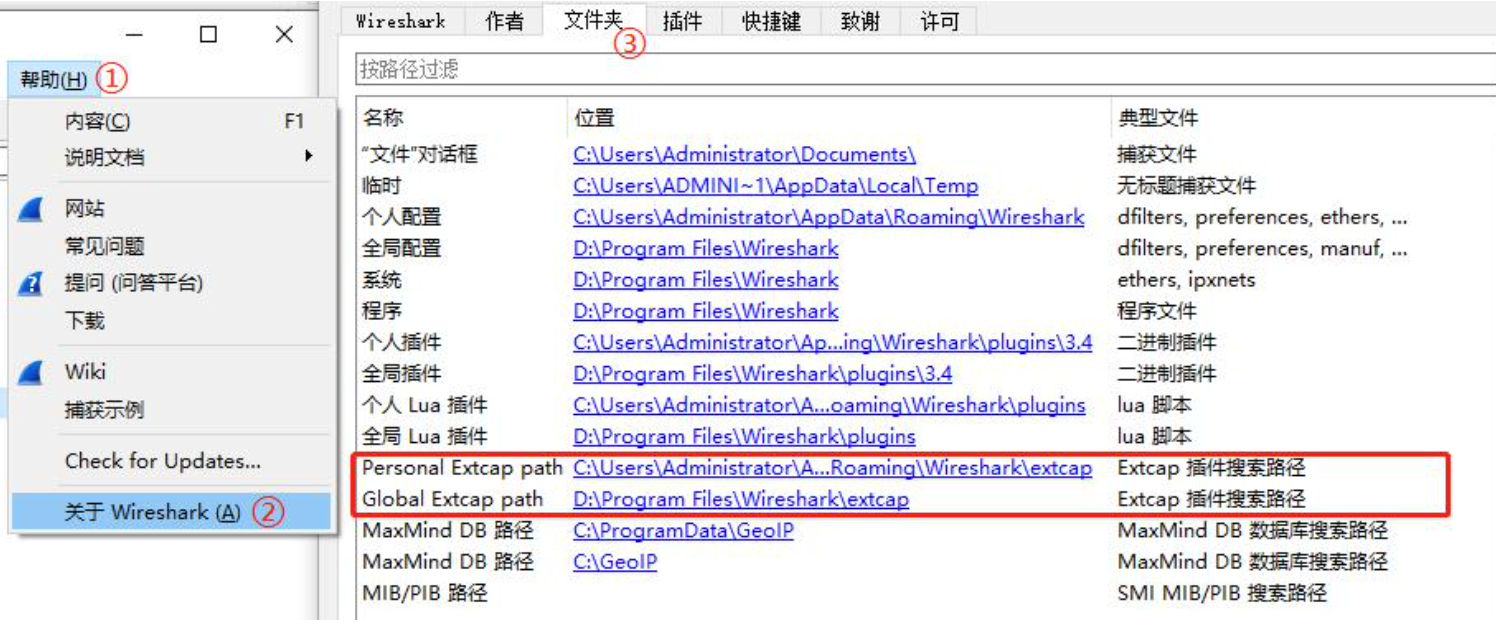 帮助(H) ①
内容(C) F1
说明文档
网站
常见问题
提问 (问答平台)
下载
Wiki
捕获示例
Check for Updates...
关于 Wireshark (A) ②
Wireshark 作者 文件夹 插件 快捷键 致谢 许可
③
按路径过滤
名称 位置 典型文件
“文件”对话框 C:\Users\Administrator\Documents\ 捕获文件
临时 C:\Users\ADMINI~1\AppData\Local\Temp 无标题捕获文件
个人配置 C:\Users\Administrator\AppData\Roaming\Wireshark dfilters, preferences, ethers, ...
全局配置 D:\Program Files\Wireshark dfilters, preferences, manuf, ...
系统 D:\Program Files\Wireshark ethers, ipxnets
程序 D:\Program Files\Wireshark 程序文件
个人插件 C:\Users\Administrator\Ap...ing\Wireshark\plugins\3.4 二进制插件
全局插件 D:\Program Files\Wireshark\plugins\3.4 二进制插件
个人 Lua 插件 C:\Users\Administrator\A...oaming\Wireshark\plugins lua 脚本
全局 Lua 插件 D:\Program Files\Wireshark\plugins lua 脚本
Personal Extcap path C:\Users\Administrator\A...Roaming\Wireshark\extcap Extcap 插件搜索路径
Global Extcap path D:\Program Files\Wireshark\extcap Extcap 插件搜索路径
MaxMind DB 路径 C:\ProgramData\GeoIP MaxMind DB 数据库搜索路径
MaxMind DB 路径 C:\GeoIP MaxMind DB 数据库搜索路径
MIB/PIB 路径 SMI MIB/PIB 搜索路径